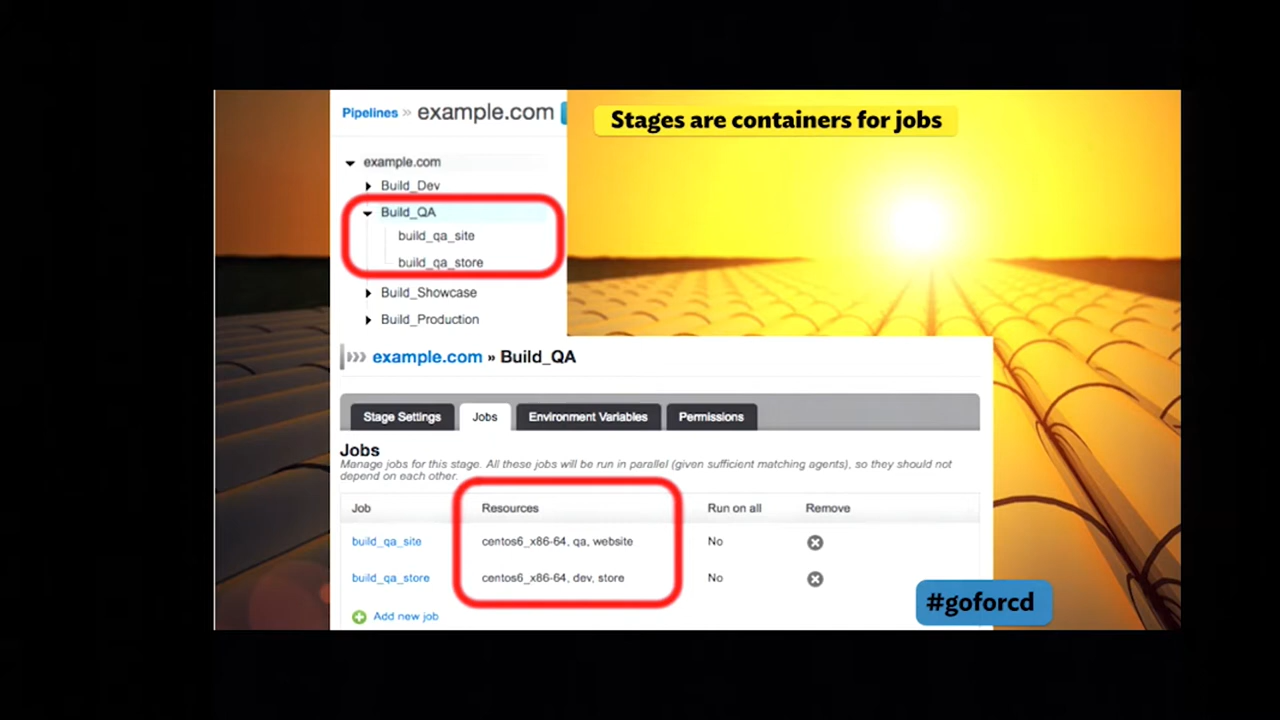 Pipelines » example.com
Stages are containers for jobs
example.com
Build_Dev
Build_QA
build_qa_site
build_qa_store
Build_Showcase
Build_Production
example.com » Build_QA
Stage Settings Jobs Environment Variables Permissions
Jobs
Manage jobs for this stage. All these jobs will be run in parallel (given sufficient matching agents), so they should not
depend on each other.
Job Resources Run on all Remove
build_qa_site centos6_x86-64, qa, website No
build_qa_store centos6_x86-64, dev, store No
Add new job
#goforcd